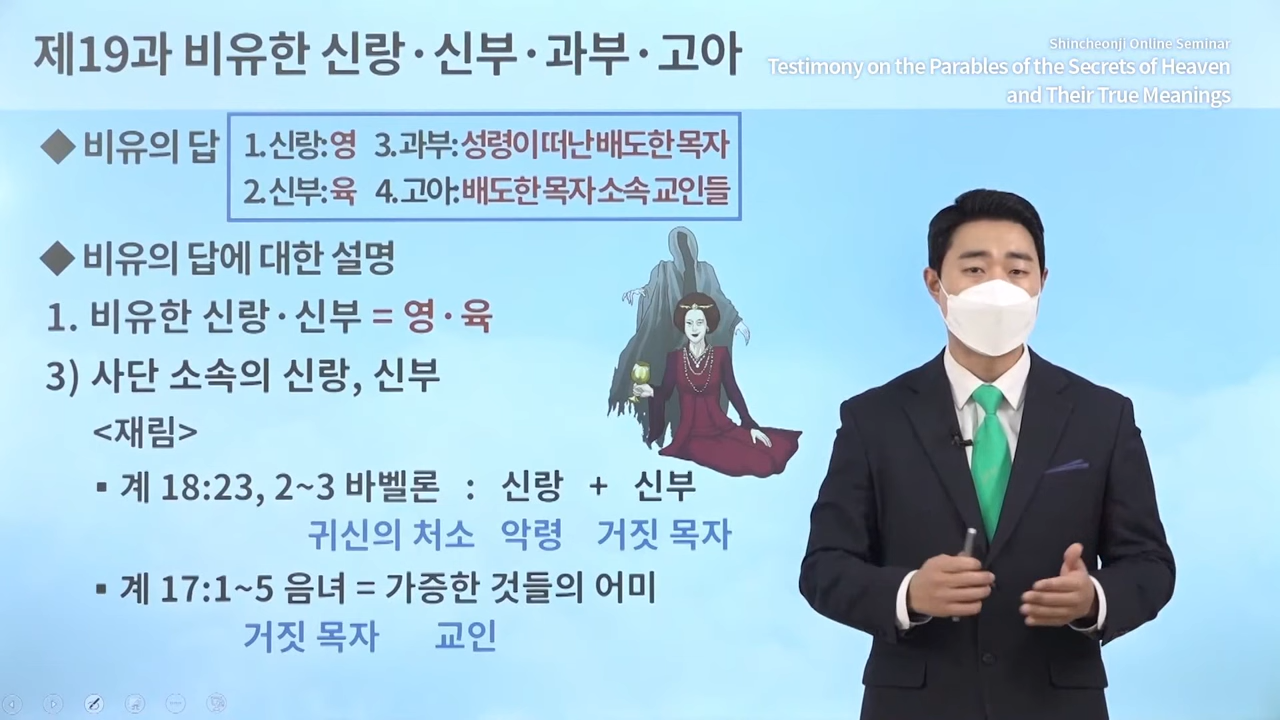 제19과 비유한 신랑·신부·과부·고아
Shincheonji Online Seminar
Testimony on the Parables of the Secrets of Heaven
and Their True Meanings
◆ 비유의 답
1. 신랑: 영 3. 과부: 성령이 떠난 배도한 목자
2. 신부: 육 4. 고아: 배도한 목자 소속 교인들
◆ 비유의 답에 대한 설명
1. 비유한 신랑·신부 = 영·육
3) 사단 소속의 신랑, 신부
<재림>
▪ 계 18:23, 2~3 바벨론 : 신랑 + 신부
귀신의 처소 악령 거짓 목자
▪ 계 17:1~5 음녀 = 가증한 것들의 어미
거짓 목자 교인